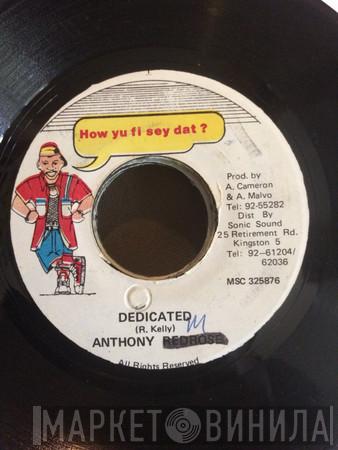 How yu fi sey dat ?
Prod. by
A. Cameron
& A. Malvo
Tel: 92-55282
Dist By
Sonic Sound
25 Retirement Rd.
Kingston 5
Tel: 92-61204/
62036
MSC 325876
DEDICATED
(R. Kelly)
M
ANTHONY REDROSE
All Rights Reserved
МАРКЕТ ВИНИЛА